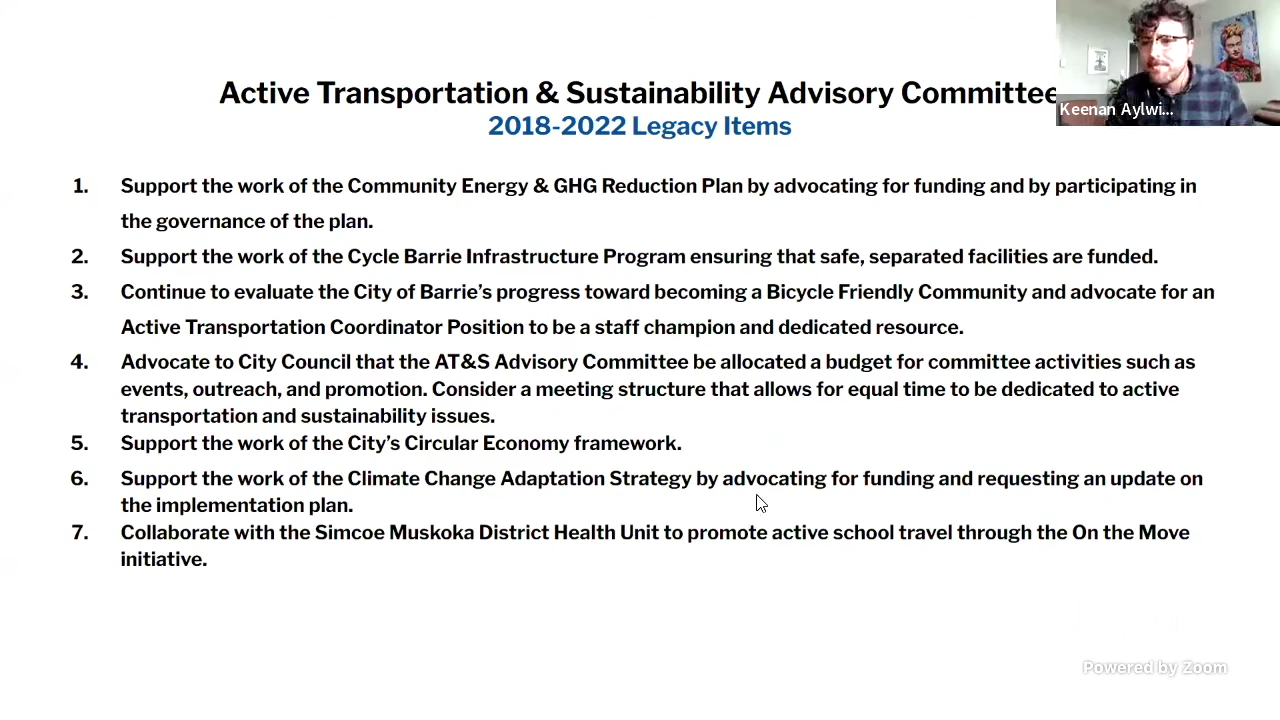 Active Transportation & Sustainability Advisory Committee
2018-2022 Legacy Items
Keenan Aylwi...
1. Support the work of the Community Energy & GHG Reduction Plan by advocating for funding and by participating in
the governance of the plan.
2. Support the work of the Cycle Barrie Infrastructure Program ensuring that safe, separated facilities are funded.
3. Continue to evaluate the City of Barrie’s progress toward becoming a Bicycle Friendly Community and advocate for an
Active Transportation Coordinator Position to be a staff champion and dedicated resource.
4. Advocate to City Council that the AT&S Advisory Committee be allocated a budget for committee activities such as
events, outreach, and promotion. Consider a meeting structure that allows for equal time to be dedicated to active
transportation and sustainability issues.
5. Support the work of the City’s Circular Economy framework.
6. Support the work of the Climate Change Adaptation Strategy by advocating for funding and requesting an update on
the implementation plan.
7. Collaborate with the Simcoe Muskoka District Health Unit to promote active school travel through the On the Move
initiative.
Powered by Zoom